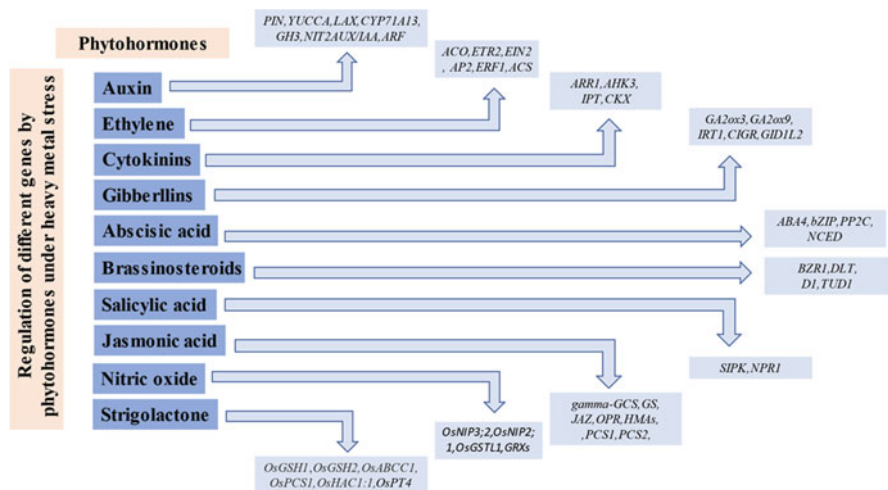 Phytohormones
Regulation of different genes by
phytohormones under heavy metal stress
Auxin
PIN,YUCCA,LAX,CYP71A13,
GH3,NIT2AUX/IAA,ARF
Ethylene
ACO,ETR2,EIN2
, AP2,ERF1,ACS
Cytokinins
ARR1,AHK3,
IPT,CKX
Gibberllins
GA2ox3,GA2ox9,
IRT1,CIGR,GID1L2
Abscisic acid
ABA4,bZIP,PP2C,
NCED
Brassinosteroids
BZR1,DLT,
D1,TUD1
Salicylic acid
SIPK,NPR1
Jasmonic acid
gamma-GCS,GS,
JAZ,OPR,HMAs,
,PCS1,PCS2,
Nitric oxide
OsNIP3;2,OsNIP2;
1,OsGSTL1,GRXs
Strigolactone
OsGSH1,OsGSH2,OsABCC1,
OsPCS1,OsHAC1:1,OsPT4